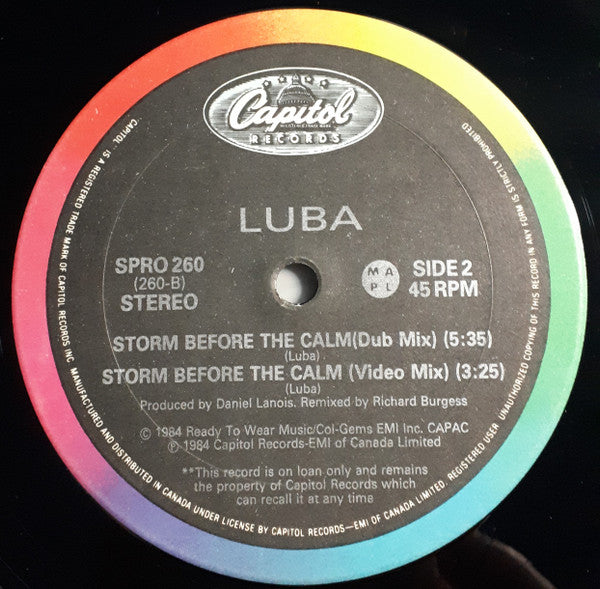 Capitol
RECORDS
LUBA
SPRO 260
(260-B)
STEREO
M A
P L
SIDE 2
45 RPM
STORM BEFORE THE CALM(Dub Mix) (5:35)
(Luba)
STORM BEFORE THE CALM (Video Mix) (3:25)
(Luba)
Produced by Daniel Lanois. Remixed by Richard Burgess
© 1984 Ready To Wear Music/Col-Gems EMI Inc. CAPAC
℗ 1984 Capitol Records-EMI of Canada Limited
**This record is on loan only and remains
the property of Capitol Records which
can recall it at any time
CAPITOL IS A REGISTERED TRADE MARK OF CAPITOL RECORDS INC MANUFACTURED AND DISTRIBUTED IN CANADA UNDER LICENSE BY CAPITOL RECORDS—EMI OF CANADA LIMITED. REGISTERED USER UNAUTHORIZED COPYING OF THIS RECORD IN ANY FORM IS STRICTLY PROHIBITED